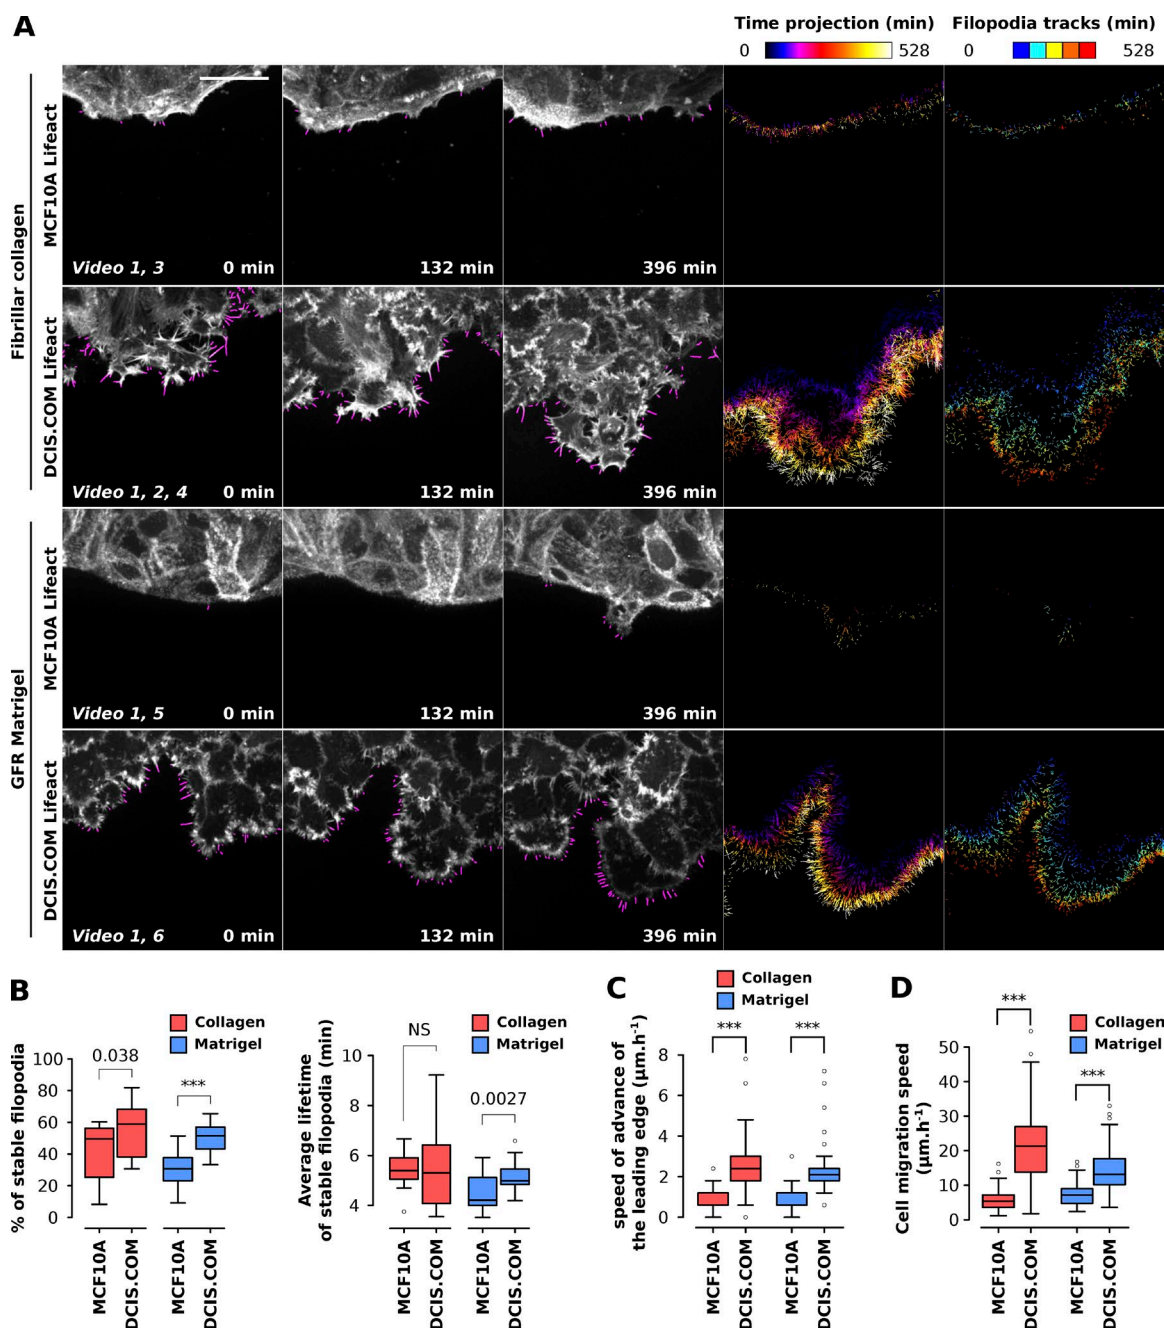 A
Time projection (min)
0 528
Filopodia tracks (min)
0 528
Fibrillar collagen
MCF10A Lifeact
Video 1, 3 0 min
132 min
396 min
DCIS.COM Lifeact
Video 1, 2, 4 0 min
132 min
396 min
GFR Matrigel
MCF10A Lifeact
Video 1, 5 0 min
132 min
396 min
DCIS.COM Lifeact
Video 1, 6 0 min
132 min
396 min
B
Collagen
Matrigel
% of stable filopodia
100
80
60
40
20
0
0.038
***
MCF10A
DCIS.COM
MCF10A
DCIS.COM
Collagen
Matrigel
Average lifetime
of stable filopodia (min)
10
8
6
4
NS
0.0027
MCF10A
DCIS.COM
MCF10A
DCIS.COM
C
Collagen
Matrigel
speed of advance of
the leading edge (µm.h⁻¹)
8
6
4
2
0
***
***
MCF10A
DCIS.COM
MCF10A
DCIS.COM
D
Collagen
Matrigel
Cell migration speed
(µm.h⁻¹)
50
40
30
20
10
0
***
***
MCF10A
DCIS.COM
MCF10A
DCIS.COM